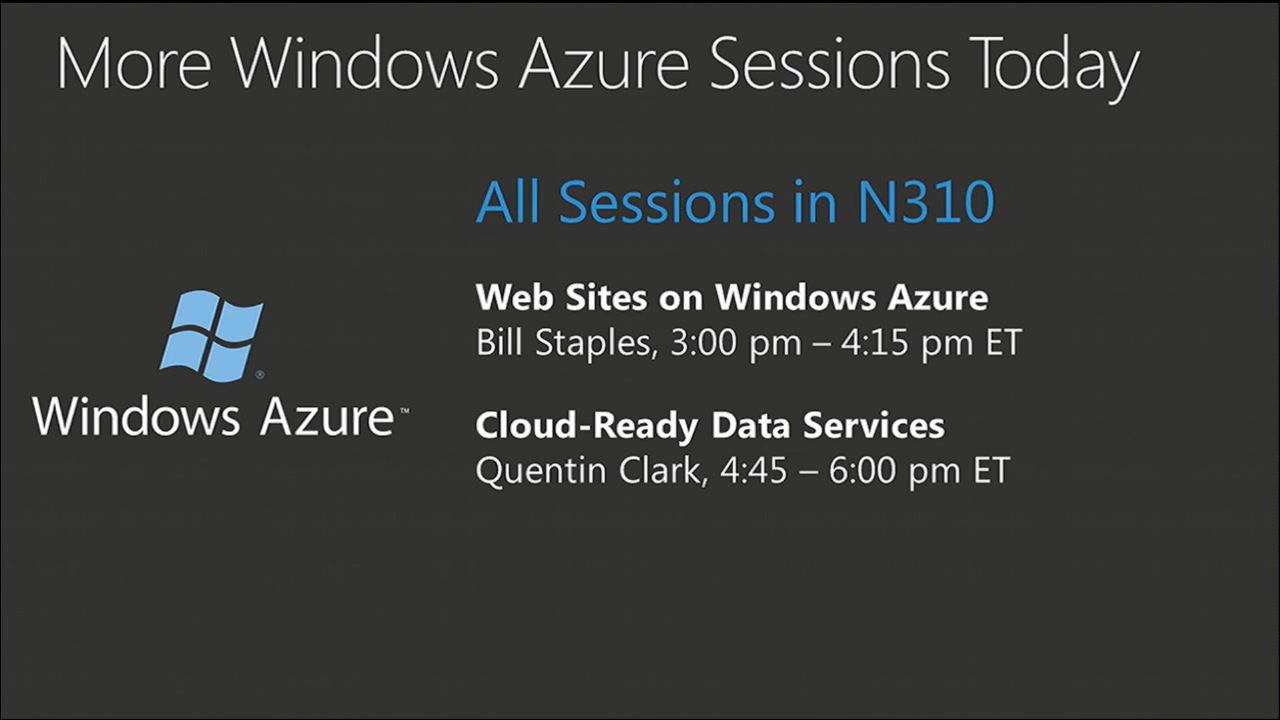 More Windows Azure Sessions Today
All Sessions in N310
Web Sites on Windows Azure
Bill Staples, 3:00 pm – 4:15 pm ET
Windows Azure™
Cloud-Ready Data Services
Quentin Clark, 4:45 – 6:00 pm ET